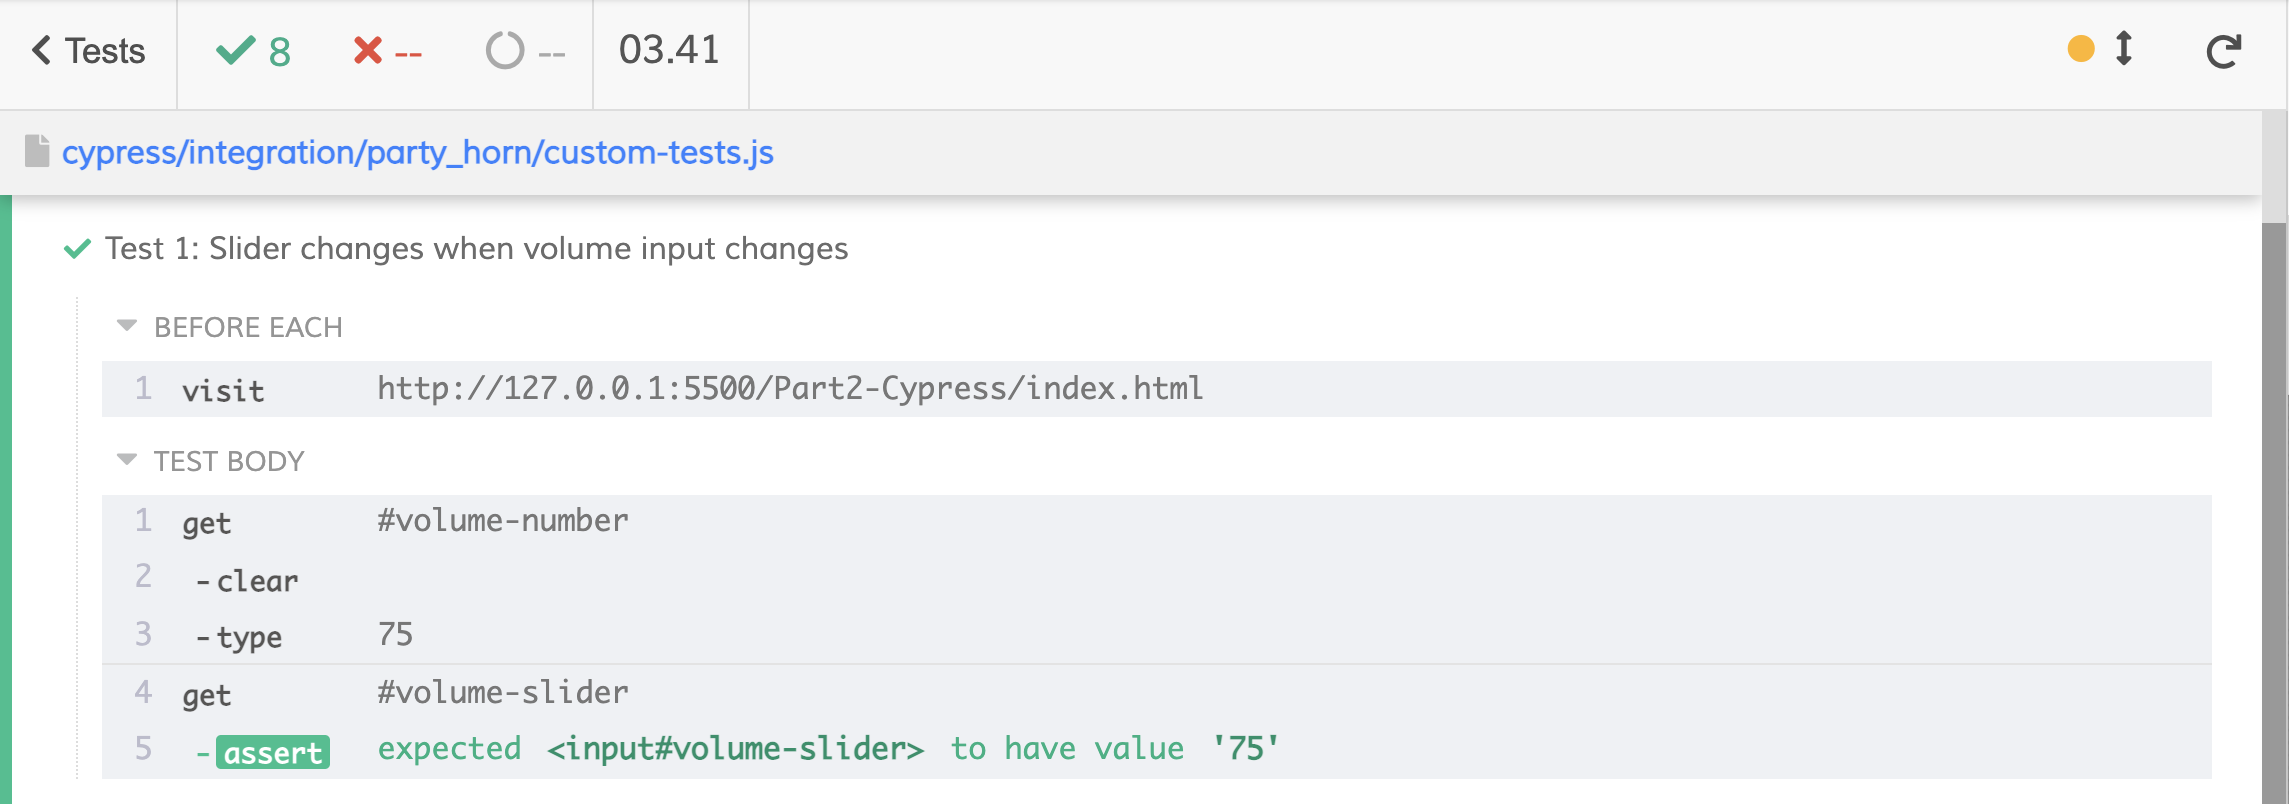 Tests 8 -- -- 03.41
cypress/integration/party_horn/custom-tests.js
Test 1: Slider changes when volume input changes
BEFORE EACH
1 visit http://127.0.0.1:5500/Part2-Cypress/index.html
TEST BODY
1 get #volume-number
2 -clear
3 -type 75
4 get #volume-slider
5 -assert expected <input#volume-slider> to have value '75'